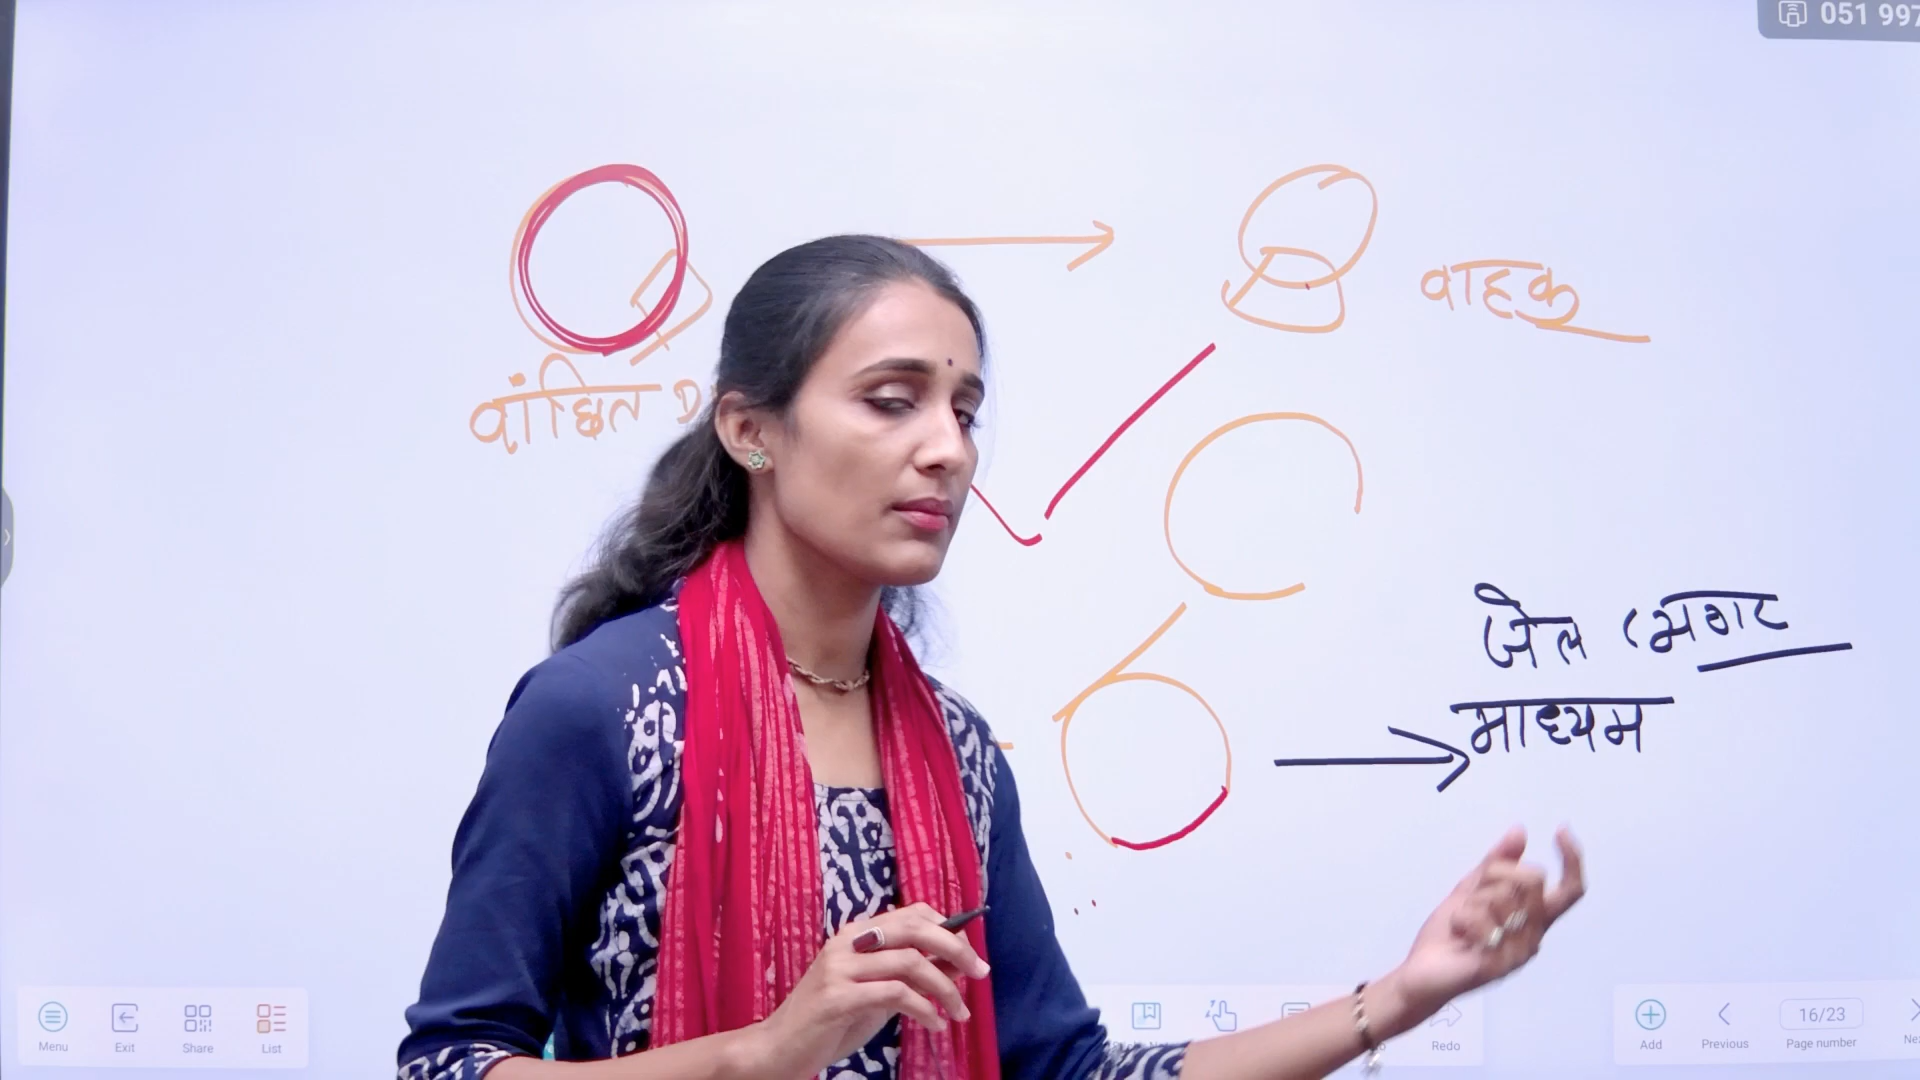 051 997
वाहक
वांछित D
जेल अगार
माध्यम
Menu Exit Share List
Redo
Add Previous 16/23 Page number